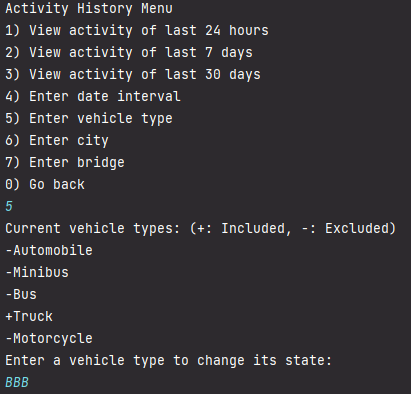 Activity History Menu
1) View activity of last 24 hours
2) View activity of last 7 days
3) View activity of last 30 days
4) Enter date interval
5) Enter vehicle type
6) Enter city
7) Enter bridge
0) Go back
5
Current vehicle types: (+: Included, -: Excluded)
-Automobile
-Minibus
-Bus
+Truck
-Motorcycle
Enter a vehicle type to change its state:
BBB